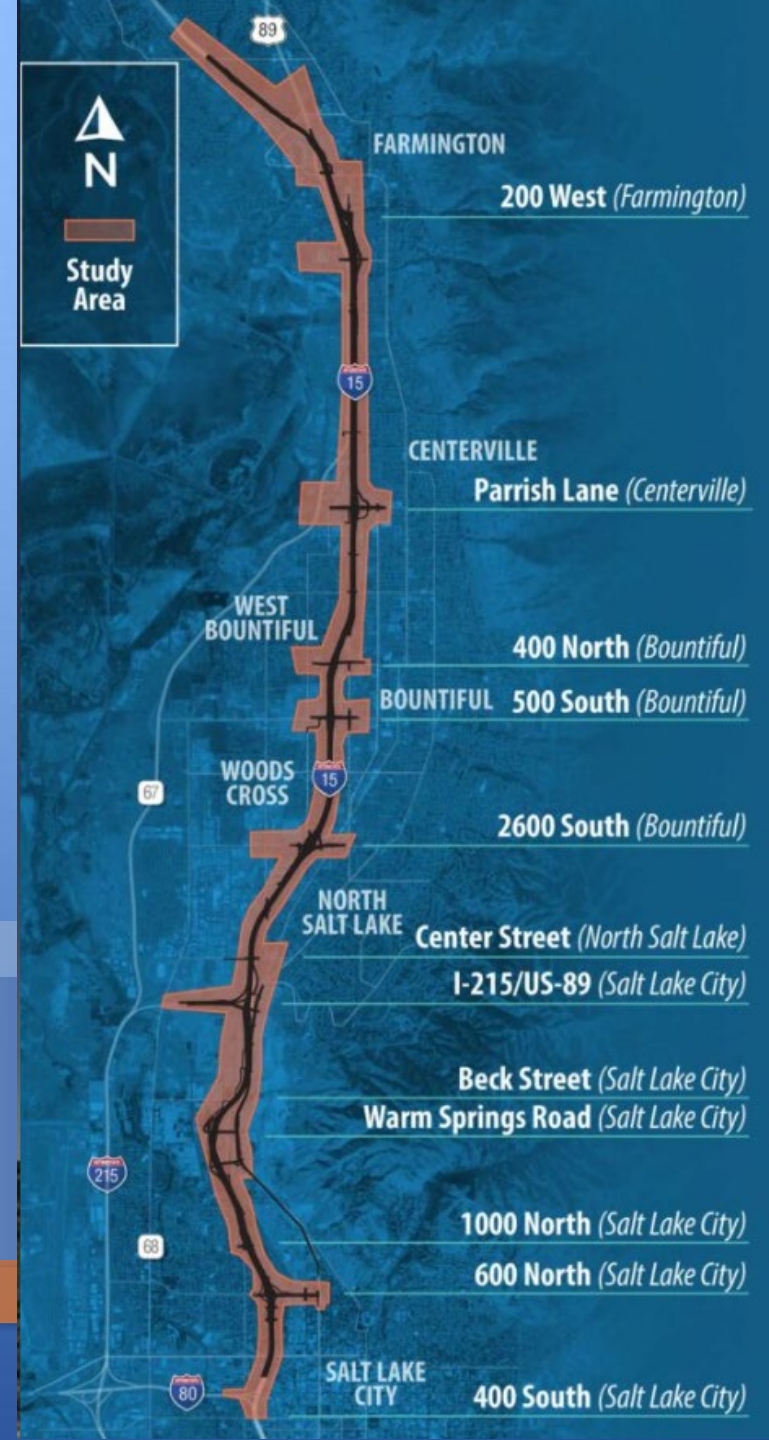 89
N
Study
Area
FARMINGTON
200 West (Farmington)
15
CENTERVILLE
Parrish Lane (Centerville)
WEST
BOUNTIFUL
400 North (Bountiful)
BOUNTIFUL
500 South (Bountiful)
WOODS
CROSS
15
67
2600 South (Bountiful)
NORTH
SALT LAKE
Center Street (North Salt Lake)
I-215/US-89 (Salt Lake City)
Beck Street (Salt Lake City)
Warm Springs Road (Salt Lake City)
215
68
1000 North (Salt Lake City)
600 North (Salt Lake City)
SALT LAKE
CITY
80
400 South (Salt Lake City)